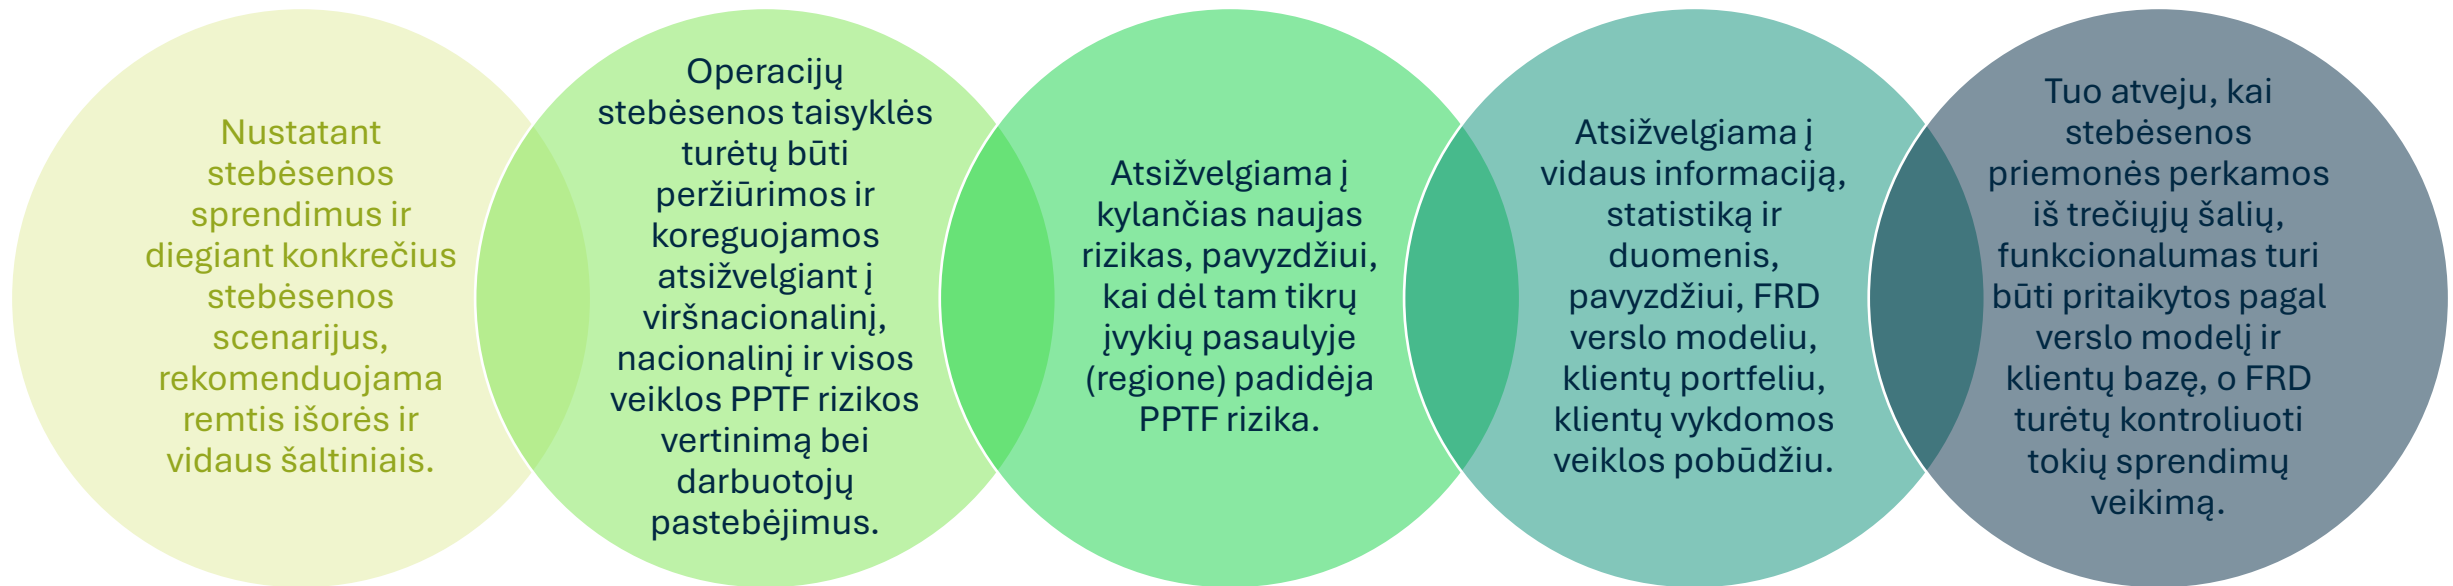 Nustatant
stebėsenos
sprendimus ir
diegiant konkrečius
stebėsenos
scenarijus,
rekomenduojama
remtis išorės ir
vidaus šaltiniais.
Operacijų
stebėsenos taisyklės
turėtų būti
peržiūrimos ir
koreguojamos
atsižvelgiant į
viršnacionalinį,
nacionalinį ir visos
veiklos PPTF rizikos
vertinimą bei
darbuotojų
pastebėjimus.
Atsižvelgiama į
kylančias naujas
rizikas, pavyzdžiui,
kai dėl tam tikrų
įvykių pasaulyje
(regione) padidėja
PPTF rizika.
Atsižvelgiama į
vidaus informaciją,
statistiką ir
duomenis,
pavyzdžiui, FRD
verslo modeliu,
klientų portfeliu,
klientų vykdomos
veiklos pobūdžiu.
Tuo atveju, kai
stebėsenos
priemonės perkamos
iš trečiųjų šalių,
funkcionalumas turi
būti pritaikytos pagal
verslo modelį ir
klientų bazę, o FRD
turėtų kontroliuoti
tokių sprendimų
veikimą.